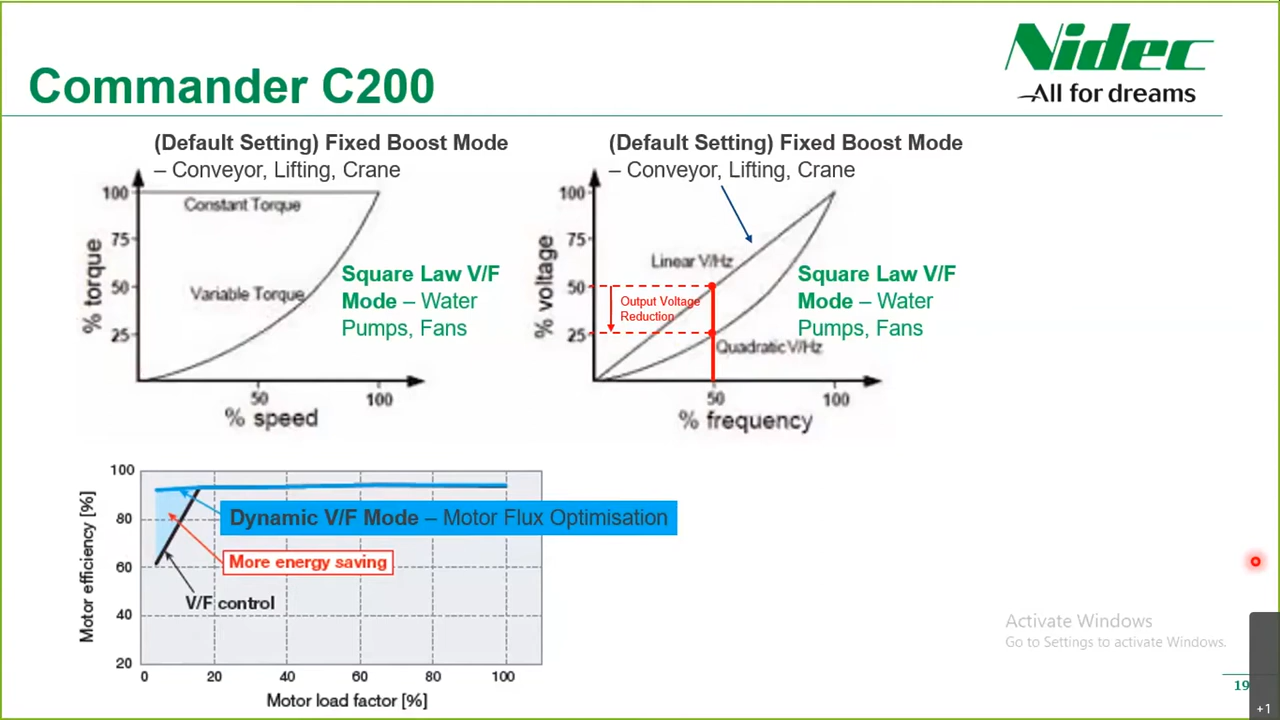 Nidec
All for dreams
Commander C200
(Default Setting) Fixed Boost Mode
– Conveyor, Lifting, Crane
100
75
50
25
% torque
Constant Torque
Variable Torque
Square Law V/F
Mode – Water
Pumps, Fans
50
100
% speed
(Default Setting) Fixed Boost Mode
– Conveyor, Lifting, Crane
100
75
50
25
% voltage
Linear V/Hz
Output Voltage
Reduction
Quadratic V/Hz
Square Law V/F
Mode – Water
Pumps, Fans
50
100
% frequency
100
80
60
40
20
Motor efficiency [%]
Dynamic V/F Mode – Motor Flux Optimisation
More energy saving
V/F control
0
20
40
60
80
100
Motor load factor [%]
Activate Windows
Go to Settings to activate Windows.
19
+1